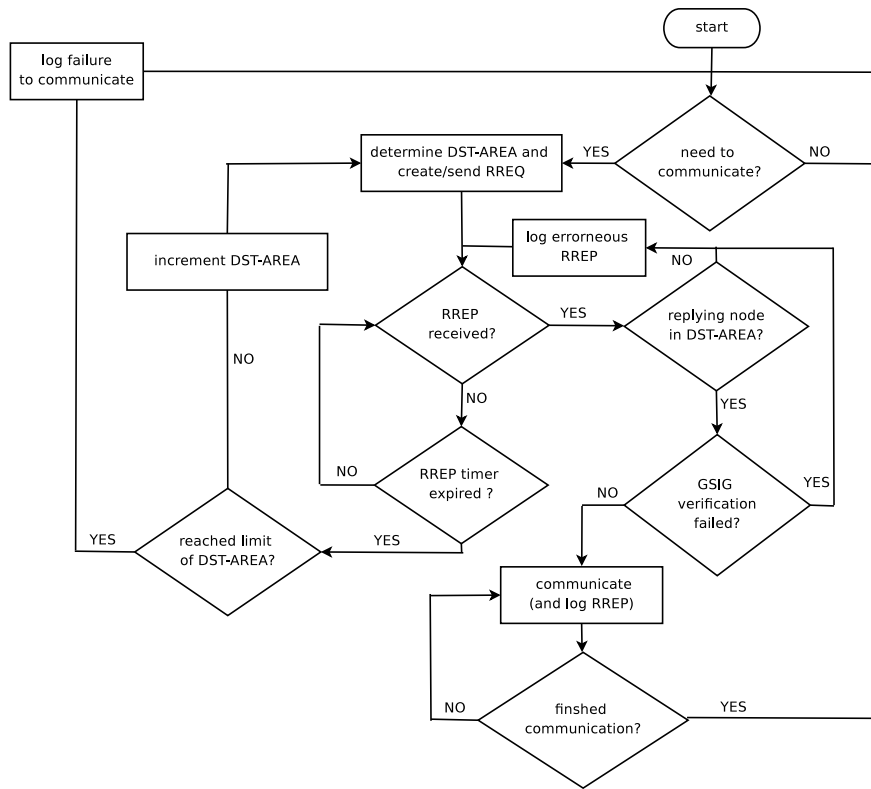 start
log failure
to communicate
need to
communicate?
YES
NO
determine DST-AREA and
create/send RREQ
log errorneous
RREP
NO
increment DST-AREA
RREP
received?
YES
replying node
in DST-AREA?
NO
NO
YES
RREP timer
expired ?
NO
GSIG
verification
failed?
NO
YES
reached limit
of DST-AREA?
YES
YES
communicate
(and log RREP)
finshed
communication?
NO
YES